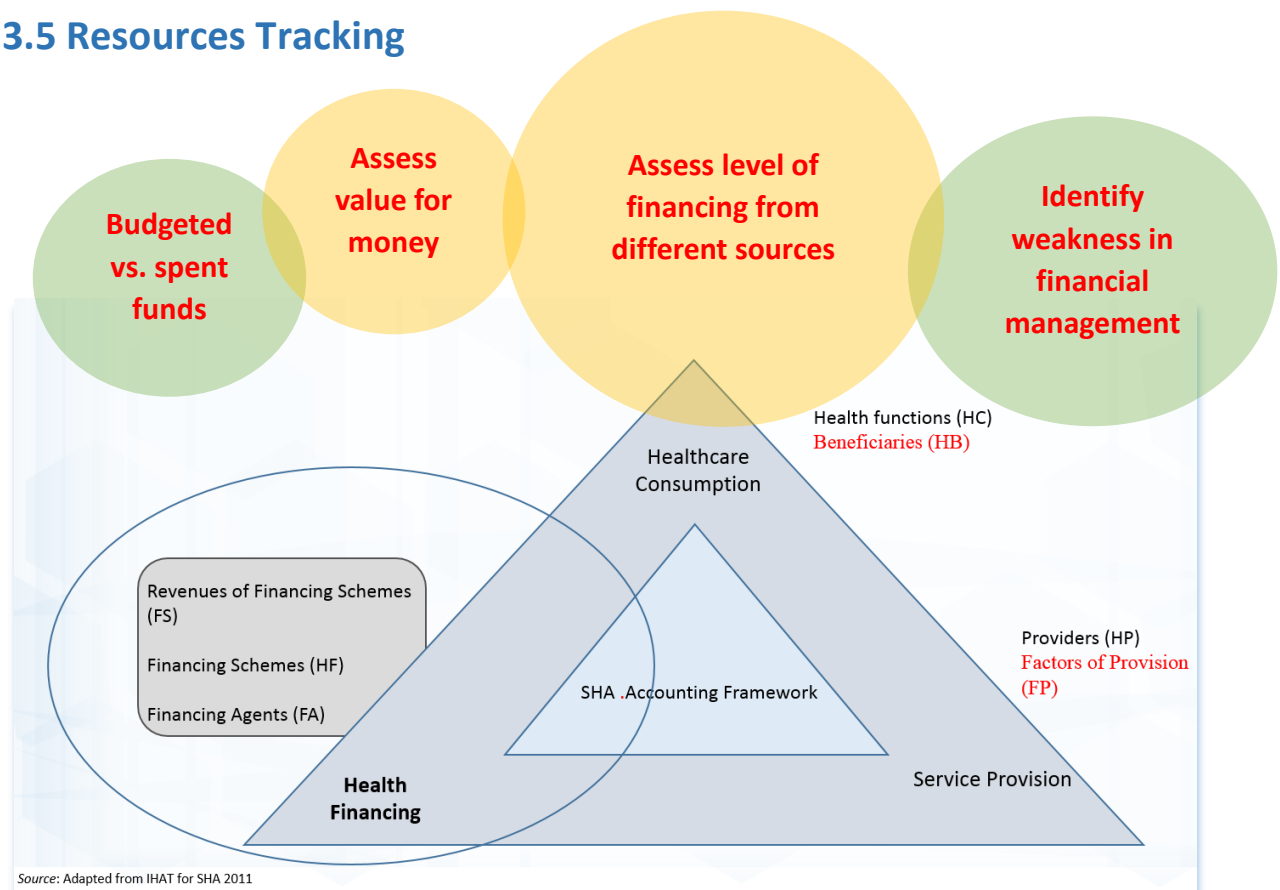 3.5 Resources Tracking
Budgeted
vs. spent
funds
Assess
value for
money
Assess level of
financing from
different sources
Identify
weakness in
financial
management
Health functions (HC)
Beneficiaries (HB)
Healthcare
Consumption
Revenues of Financing Schemes
(FS)
Financing Schemes (HF)
Financing Agents (FA)
Providers (HP)
Factors of Provision
(FP)
SHA .Accounting Framework
Health
Financing
Service Provision
Source: Adapted from IHAT for SHA 2011